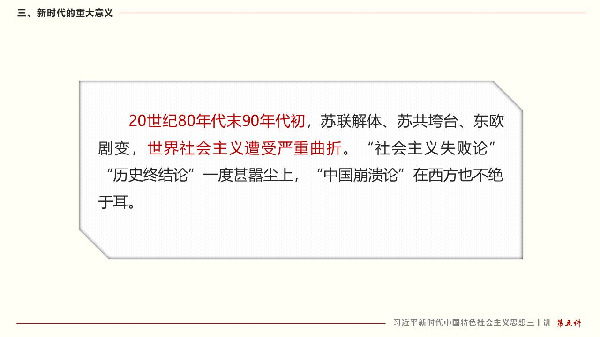 三、新时代的重大意义
20世纪80年代末90年代初，苏联解体、苏共垮台、东欧
剧变，世界社会主义遭受严重曲折。“社会主义失败论”
“历史终结论”一度甚嚣尘上，“中国崩溃论”在西方也不绝
于耳。
习近平新时代中国特色社会主义思想三十讲 第五讲